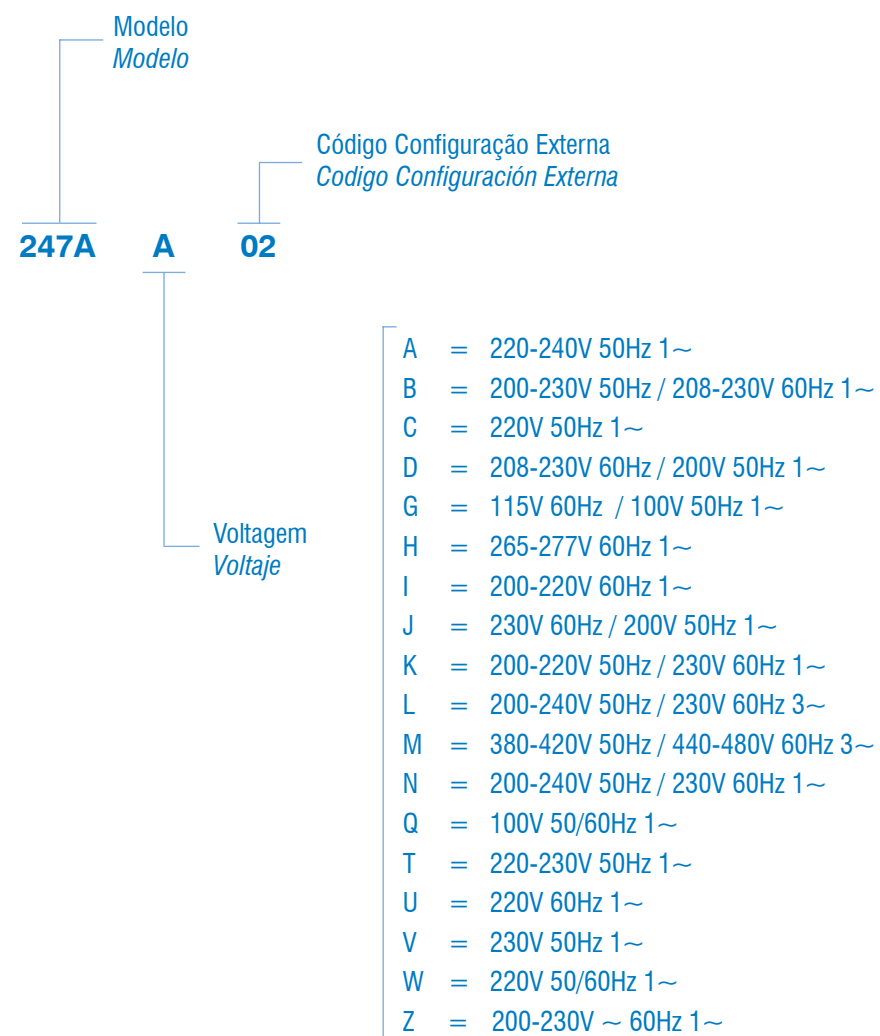 Modelo
Modelo
Código Configuração Externa
Codigo Configuración Externa
247A A 02
A = 220-240V 50Hz 1~
B = 200-230V 50Hz / 208-230V 60Hz 1~
C = 220V 50Hz 1~
D = 208-230V 60Hz / 200V 50Hz 1~
G = 115V 60Hz / 100V 50Hz 1~
Voltagem
Voltaje
H = 265-277V 60Hz 1~
I = 200-220V 60Hz 1~
J = 230V 60Hz / 200V 50Hz 1~
K = 200-220V 50Hz / 230V 60Hz 1~
L = 200-240V 50Hz / 230V 60Hz 3~
M = 380-420V 50Hz / 440-480V 60Hz 3~
N = 200-240V 50Hz / 230V 60Hz 1~
Q = 100V 50/60Hz 1~
T = 220-230V 50Hz 1~
U = 220V 60Hz 1~
V = 230V 50Hz 1~
W = 220V 50/60Hz 1~
Z = 200-230V ~ 60Hz 1~